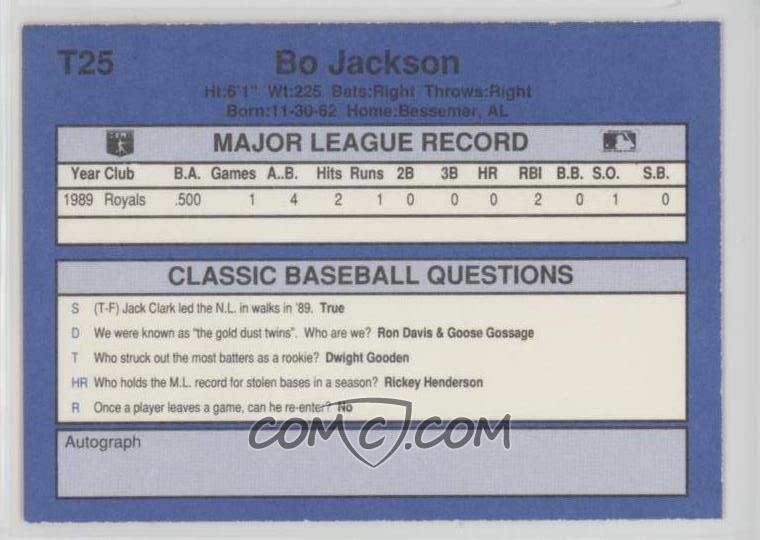 T25
Bo Jackson
Ht:6'1" Wt:225 Bats:Right Throws:Right
Born:11-30-62 Home:Bessemer, AL
MAJOR LEAGUE RECORD
Year Club B.A. Games A..B. Hits Runs 2B 3B HR RBI B.B. S.O. S.B.
1989 Royals .500 1 4 2 1 0 0 0 2 0 1 0
CLASSIC BASEBALL QUESTIONS
S (T-F) Jack Clark led the N.L. in walks in '89. True
D We were known as "the gold dust twins". Who are we? Ron Davis & Goose Gossage
T Who struck out the most batters as a rookie? Dwight Gooden
HR Who holds the M.L. record for stolen bases in a season? Rickey Henderson
R Once a player leaves a game, can he re-enter? No
COMC.COM
Autograph